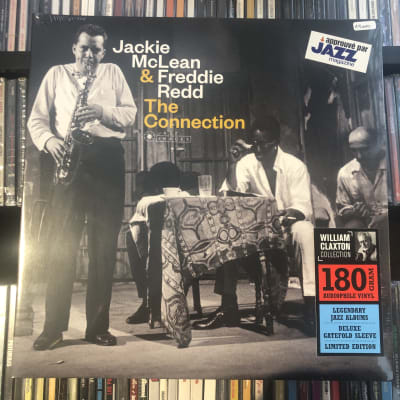 Jackie
McLean
& Freddie
Redd
The
Connection
approuvé par
JAZZ
magazine
WILLIAM
CLAXTON
COLLECTION
180 GRAM
AUDIOPHILE VINYL
LEGENDARY
JAZZ ALBUMS
DELUXE
GATEFOLD SLEEVE
LIMITED EDITION